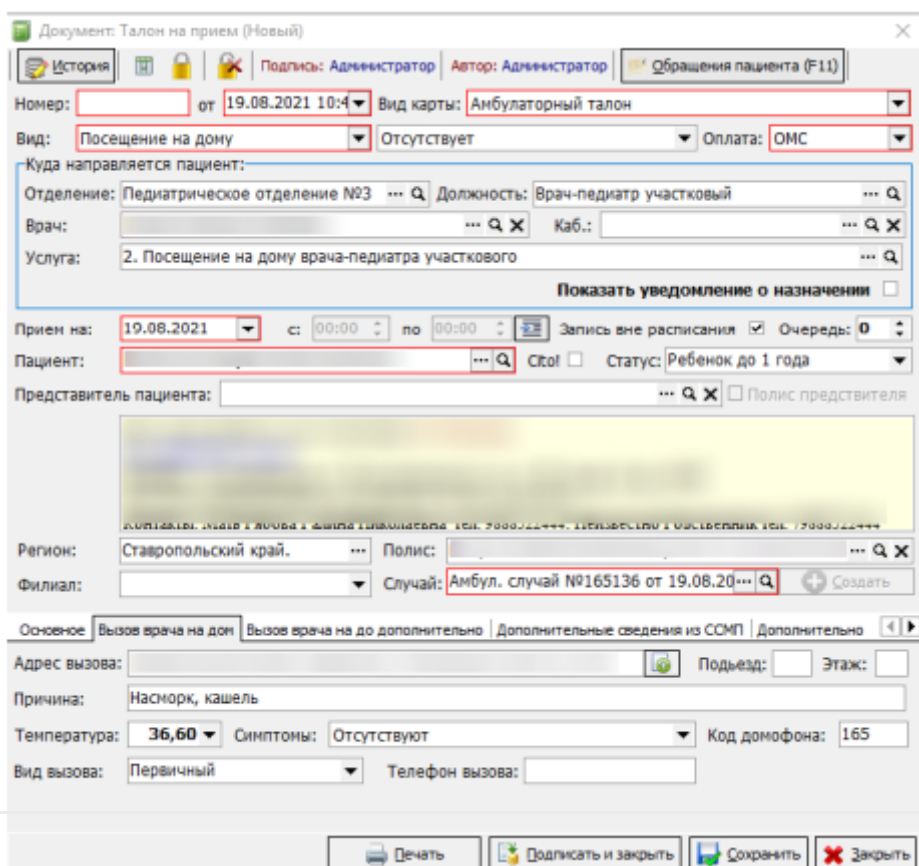 Документ: Талон на прием (Новый)
История Подпись: Администратор Автор: Администратор Обращения пациента (F11)
Номер: от 19.08.2021 10:4 Вид карты: Амбулаторный талон
Вид: Посещение на дому Отсутствует Оплата: ОМС
Куда направляется пациент:
Отделение: Педиатрическое отделение №3 ... Должность: Врач-педиатр участковый ...
Врач: ... Каб.: ...
Услуга: 2. Посещение на дому врача-педиатра участкового ...
Показать уведомление о назначении
Прием на: 19.08.2021 с: 00:00 по 00:00 Запись вне расписания Очередь: 0
Пациент: ... Cito! Статус: Ребенок до 1 года
Представитель пациента: ... Полис предствителя
Регион: Ставропольский край. ... Полис: ...
Филиал: Случай: Амбул. случай №165136 от 19.08.20 ... Создать
Основное Вызов врача на дом Вызов врача на до дополнительно Дополнительные сведения из ССМП Дополнительно
Адрес вызова: Подьезд: Этаж:
Причина: Насморк, кашель
Температура: 36,60 Симптомы: Отсутствуют Код домофона: 165
Вид вызова: Первичный Телефон вызова:
Печать Подписать и закрыть Сохранить Закрыть